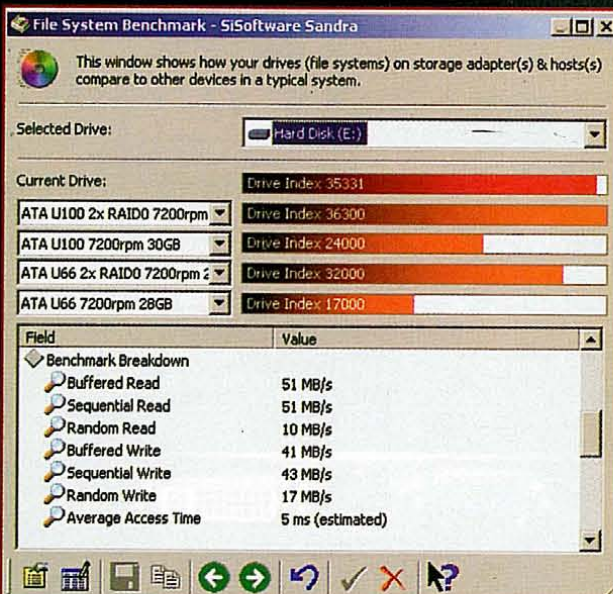 File System Benchmark - SiSoftware Sandra
This window shows how your drives (file systems) on storage adapter(s) & hosts(s)
compare to other devices in a typical system.
Selected Drive:
Hard Disk (E:)
Current Drive:
Drive Index 35331
ATA U100 2x RAID0 7200rpm
Drive Index 36300
ATA U100 7200rpm 30GB
Drive Index 24000
ATA U66 2x RAID0 7200rpm 2
Drive Index 32000
ATA U66 7200rpm 28GB
Drive Index 17000
Field Value
Benchmark Breakdown
Buffered Read 51 MB/s
Sequential Read 51 MB/s
Random Read 10 MB/s
Buffered Write 41 MB/s
Sequential Write 43 MB/s
Random Write 17 MB/s
Average Access Time 5 ms (estimated)